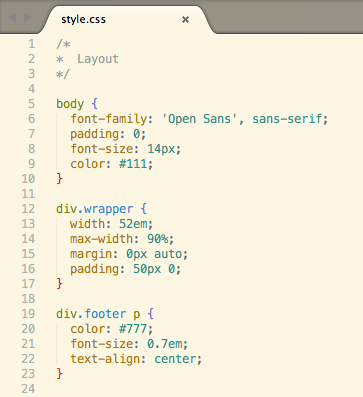 style.css
1 /*
2 *  Layout
3 */
4
5 body {
6   font-family: 'Open Sans', sans-serif;
7   padding: 0;
8   font-size: 14px;
9   color: #111;
10 }
11
12 div.wrapper {
13   width: 52em;
14   max-width: 90%;
15   margin: 0px auto;
16   padding: 50px 0;
17 }
18
19 div.footer p {
20   color: #777;
21   font-size: 0.7em;
22   text-align: center;
23 }
24